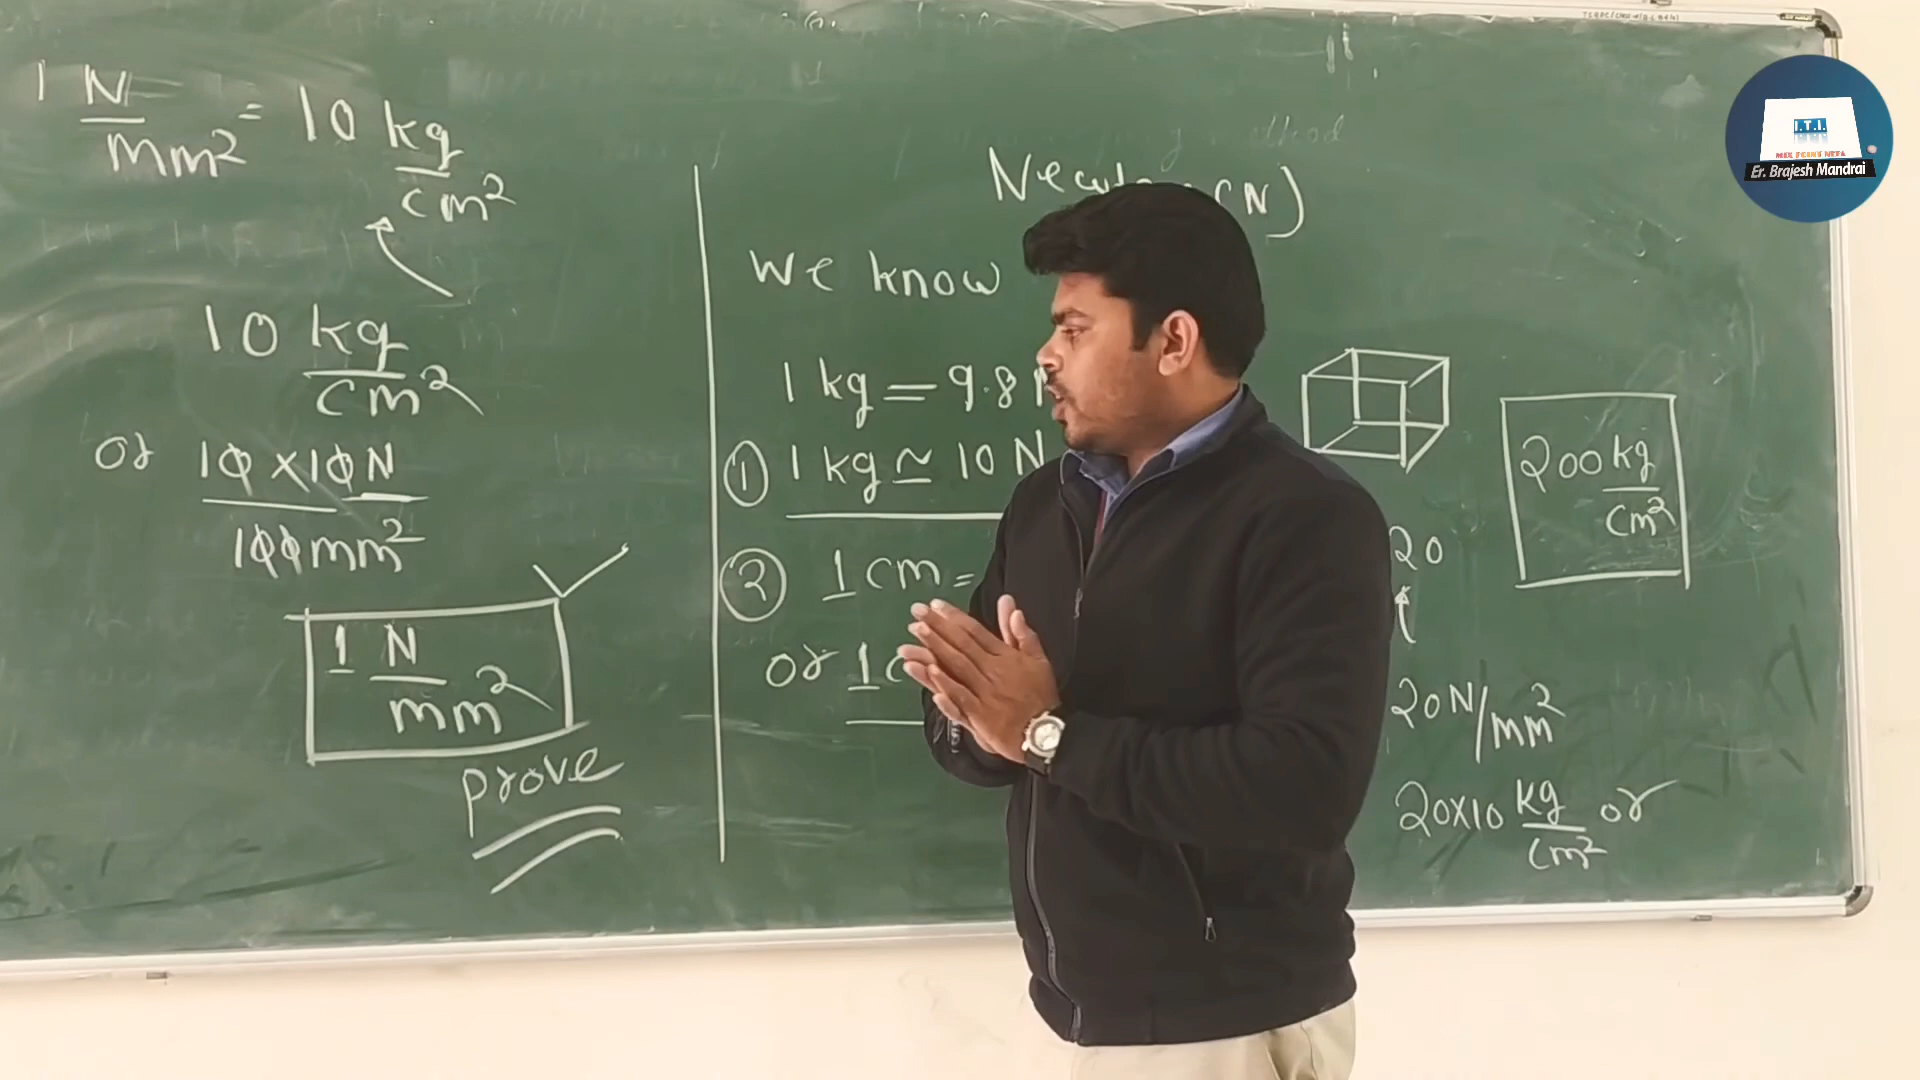 1 N/mm² = 10 kg/cm²
10 kg/cm²
or 10 × 10 N / 100 mm²
1 N/mm²
prove
(N)
We know
1 kg = 9.8
① 1 kg ≃ 10 N
② 1 cm =
or 1
200 kg/cm²
20
20 N/mm²
20×10 kg/cm² or
I.T.I.
Er. Brajesh Mandrai